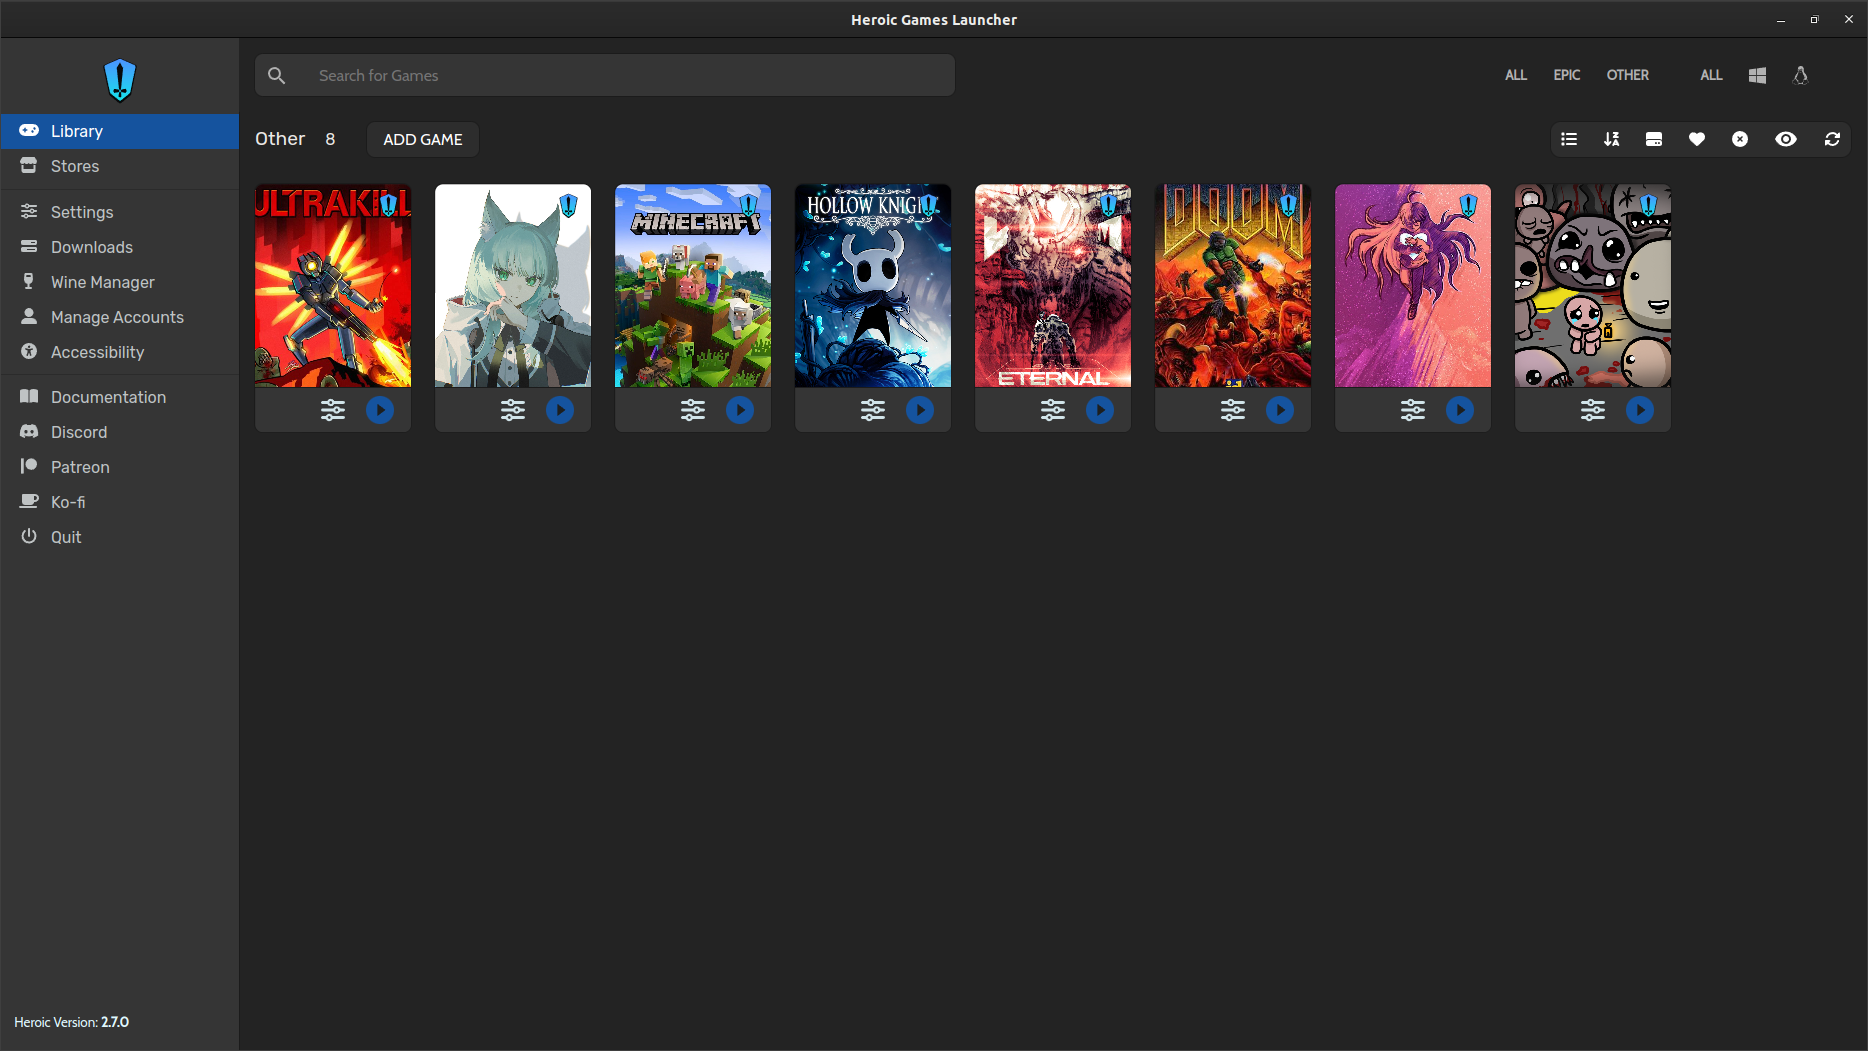 Heroic Games Launcher
Search for Games
ALL EPIC OTHER ALL
Library
Stores
Settings
Downloads
Wine Manager
Manage Accounts
Accessibility
Documentation
Discord
Patreon
Ko-fi
Quit
Other 8 ADD GAME
ULTRAKILL
MINECRAFT
HOLLOW KNIGHT
DOOM
ETERNAL
Heroic Version: 2.7.0